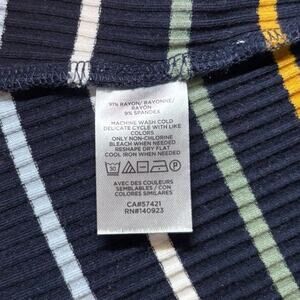 91% RAYON/ RAYONNE/
RAYON
9% SPANDEX
MACHINE WASH COLD
DELICATE CYCLE WITH LIKE
COLORS
ONLY NON-CHLORINE
BLEACH WHEN NEEDED
RESHAPE DRY FLAT
COOL IRON WHEN NEEDED
30
P
AVEC DES COULEURS
SEMBLABLES / CON
COLORES SIMILARES
CA#57421
RN#140923